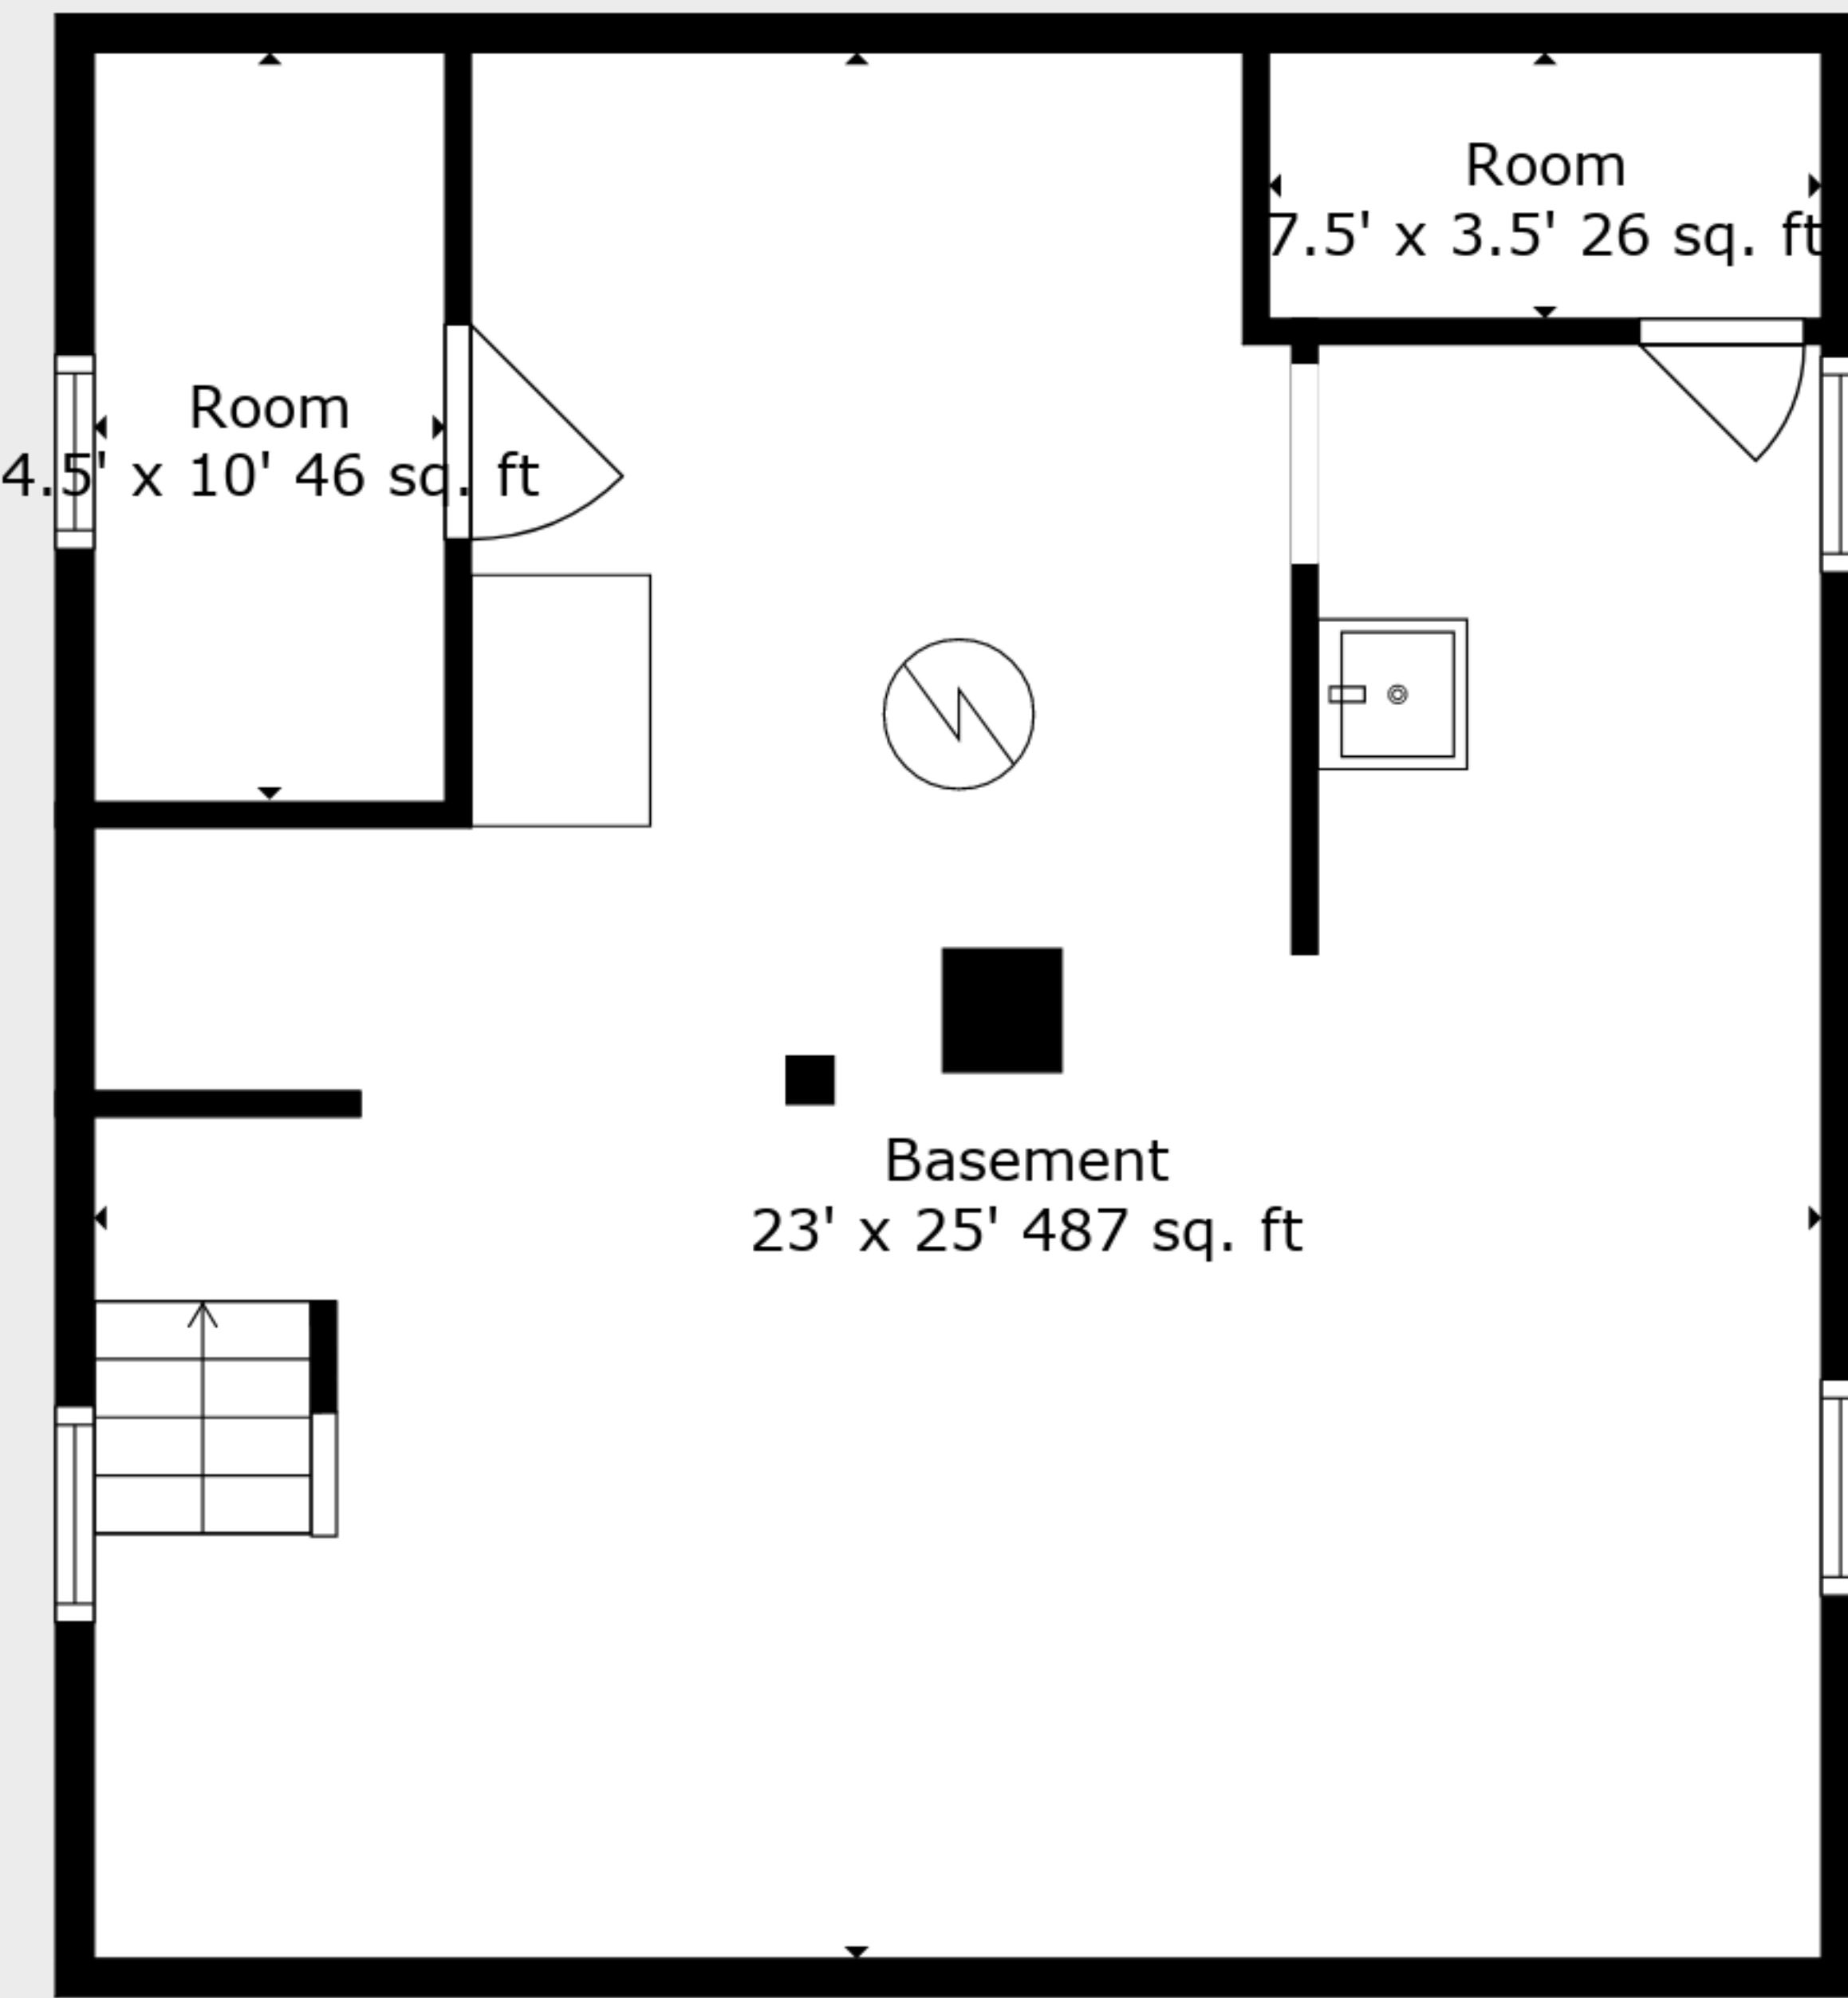 Room
7.5' x 3.5' 26 sq. ft
Room
4.5' x 10' 46 sq. ft
Basement
23' x 25' 487 sq. ft